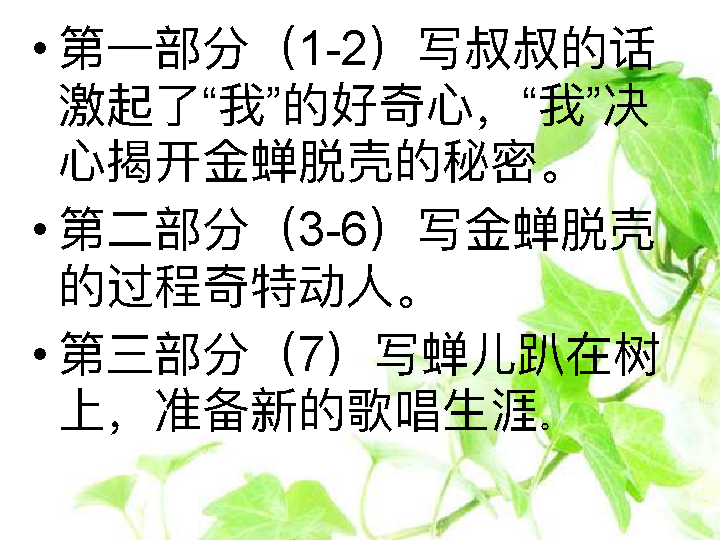 • 第一部分（1-2）写叔叔的话
激起了“我”的好奇心，“我”决
心揭开金蝉脱壳的秘密。
• 第二部分（3-6）写金蝉脱壳
的过程奇特动人。
• 第三部分（7）写蝉儿趴在树
上，准备新的歌唱生涯。